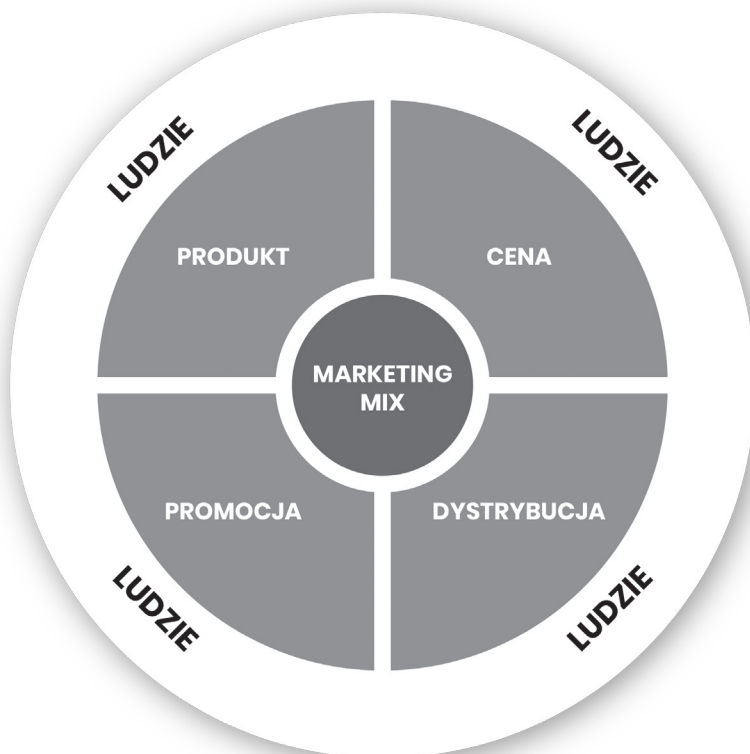 LUDZIE
LUDZIE
PRODUKT
CENA
MARKETING
MIX
PROMOCJA
DYSTRYBUCJA
LUDZIE
LUDZIE